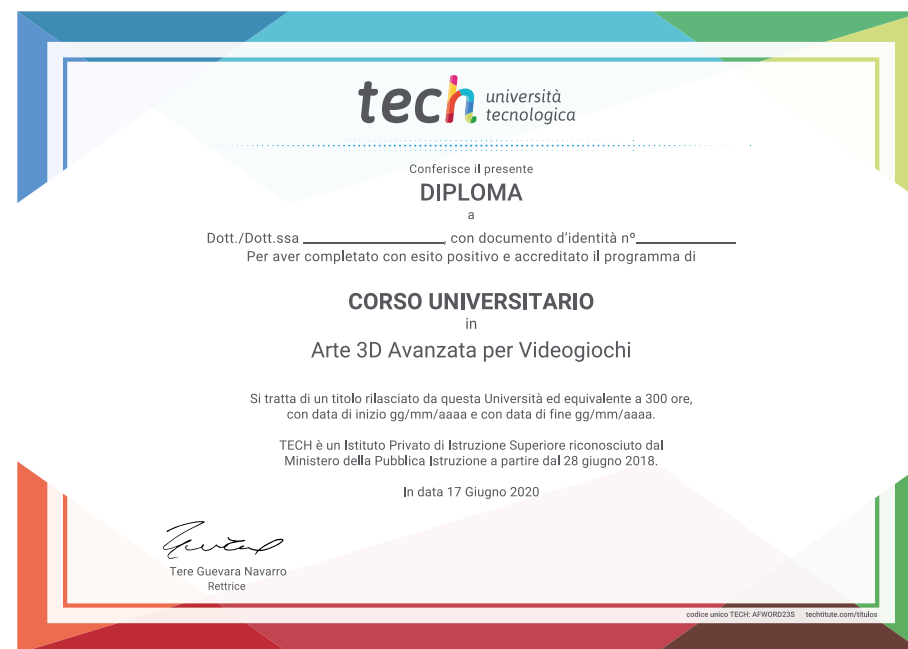 tech università
tecnologica
Conferisce il presente
DIPLOMA
a
Dott./Dott.ssa ____________________, con documento d'identità nº______________
Per aver completato con esito positivo e accreditato il programma di
CORSO UNIVERSITARIO
in
Arte 3D Avanzata per Videogiochi
Si tratta di un titolo rilasciato da questa Università ed equivalente a 300 ore,
con data di inizio gg/mm/aaaa e con data di fine gg/mm/aaaa.
TECH è un Istituto Privato di Istruzione Superiore riconosciuto dal
Ministero della Pubblica Istruzione a partire dal 28 giugno 2018.
In data 17 Giugno 2020
Tere Guevara Navarro
Rettrice
codice unico TECH: AFWORD23S techtitute.com/titulos